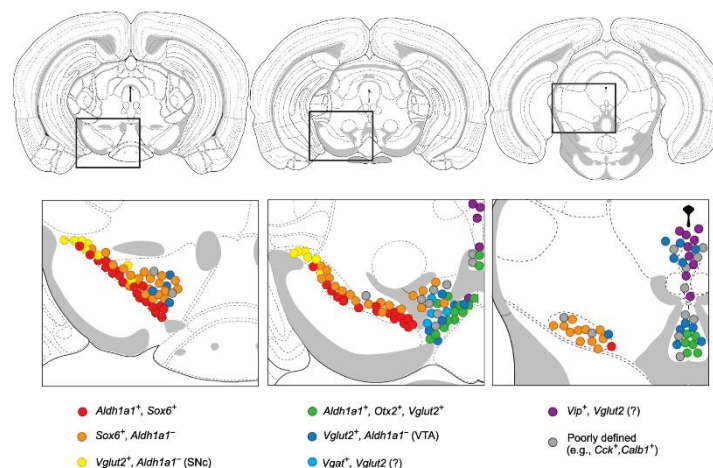 Aldh1a1⁺, Sox6⁺
Sox6⁺, Aldh1a1⁻
Vglut2⁺, Aldh1a1⁻ (SNc)
Aldh1a1⁺, Otx2⁺, Vglut2⁺
Vglut2⁺, Aldh1a1⁻ (VTA)
Vgat⁺, Vglut2 (?)
Vip⁺, Vglut2 (?)
Poorly defined
(e.g., Cck⁺,Calb1⁺)